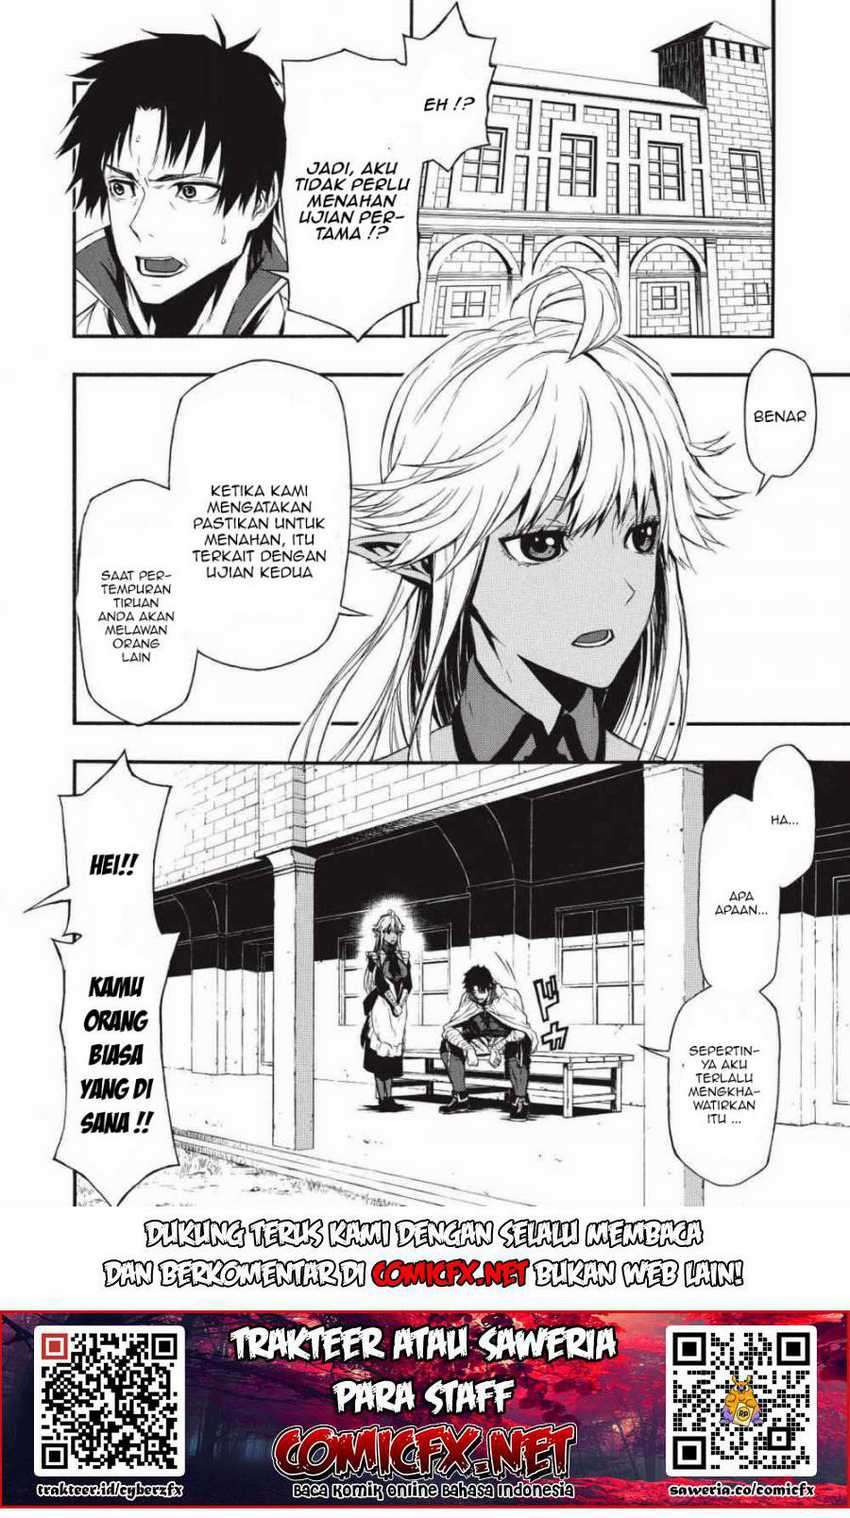 EH !?
JADI, AKU
TIDAK PERLU
MENAHAN
UJIAN PER-
TAMA !?
BENAR
KETIKA KAMI
MENGATAKAN
PASTIKAN UNTUK
MENAHAN, ITU
TERKAIT DENGAN
UJIAN KEDUA
SAAT PER-
TEMPURAN
TIRUAN
ANDA AKAN
MELAWAN
ORANG
LAIN
HA...
APA
APAAN...
SEPERTIN-
YA AKU
TERLALU
MENGKHA-
WATIRKAN
ITU ...
ドッ
カ
HEI!!
KAMU
ORANG
BIASA
YANG DI
SANA !!
DUKUNG TERUS KAMI DENGAN SELALU MEMBACA
DAN BERKOMENTAR DI COMICFX.NET BUKAN WEB LAIN!
TRAKTEER ATAU SAWERIA
PARA STAFF
COMICFX.NET
BACA KOMIK ONLINE BAHASA INDONESIA
trakteer.id/cyberzfx
RP
saweria.co/comicfx